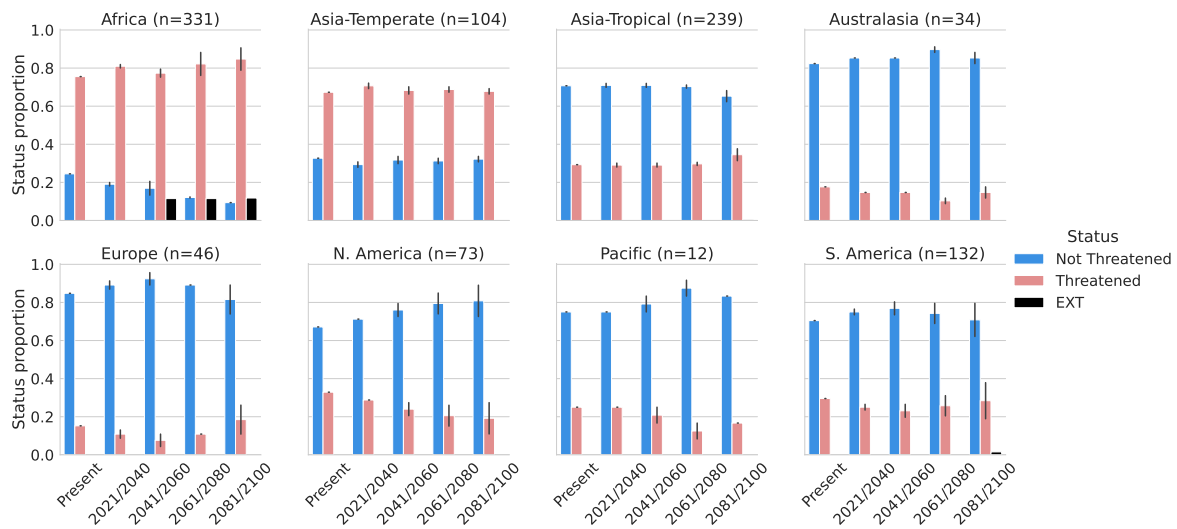 Africa (n=331)
Asia-Temperate (n=104)
Asia-Tropical (n=239)
Australasia (n=34)
Status proportion
1.0
0.8
0.6
0.4
0.2
0.0
Europe (n=46)
N. America (n=73)
Pacific (n=12)
S. America (n=132)
Status proportion
1.0
0.8
0.6
0.4
0.2
0.0
Present
2021/2040
2041/2060
2061/2080
2081/2100
Present
2021/2040
2041/2060
2061/2080
2081/2100
Present
2021/2040
2041/2060
2061/2080
2081/2100
Present
2021/2040
2041/2060
2061/2080
2081/2100
Status
Not Threatened
Threatened
EXT